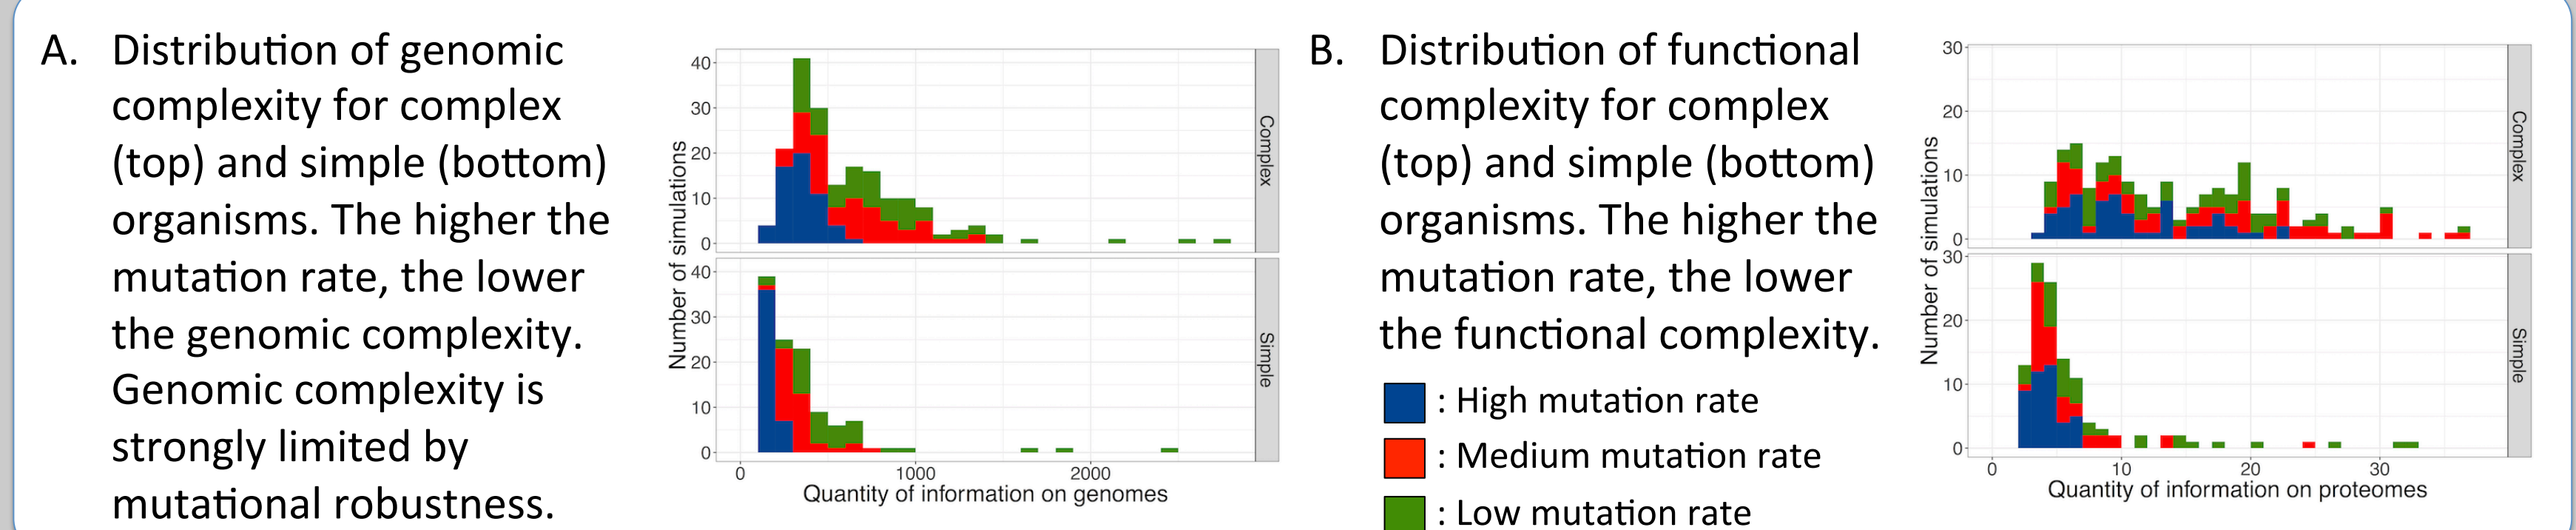 A. Distribution of genomic
complexity for complex
(top) and simple (bottom)
organisms. The higher the
mutation rate, the lower
the genomic complexity.
Genomic complexity is
strongly limited by
mutational robustness.
Number of simulations
40
30
20
10
0
Complex
40
30
20
10
0
Simple
0 1000 2000
Quantity of information on genomes
B. Distribution of functional
complexity for complex
(top) and simple (bottom)
organisms. The higher the
mutation rate, the lower
the functional complexity.
: High mutation rate
: Medium mutation rate
: Low mutation rate
Number of simulations
30
20
10
0
Complex
30
20
10
0
Simple
0 10 20 30
Quantity of information on proteomes